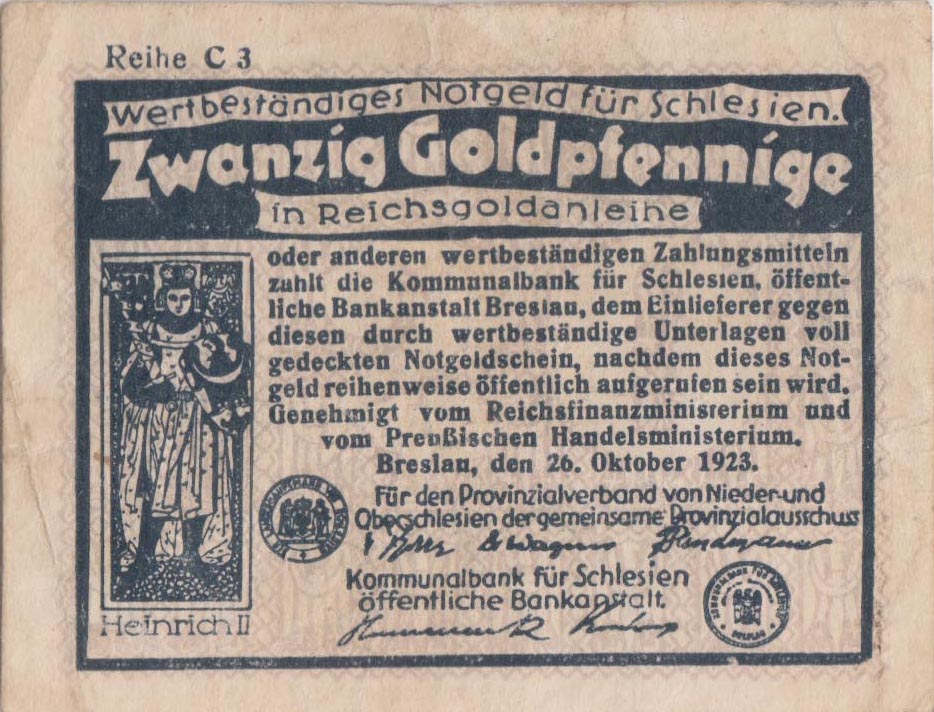 Reihe C 3
Wertbeständiges Notgeld für Schlesien.
Zwanzig Goldpfennige
in Reichsgoldanleihe
oder anderen wertbeständigen Zahlungsmitteln
zahlt die Kommunalbank für Schlesien, öffent-
liche Bankanstalt Breslau, dem Einlieferer gegen
diesen durch wertbeständige Unterlagen voll
gedeckten Notgeldschein, nachdem dieses Not-
geld reihenweise öffentlich aufgerufen sein wird.
Genehmigt vom Reichsfinanzministerium und
vom Preußischen Handelsministerium.
Breslau, den 26. Oktober 1923.
Für den Provinzialverband von Nieder- und
Oberschlesien der gemeinsame Provinzialausschuss
Kommunalbank für Schlesien
öffentliche Bankanstalt.
Heinrich II